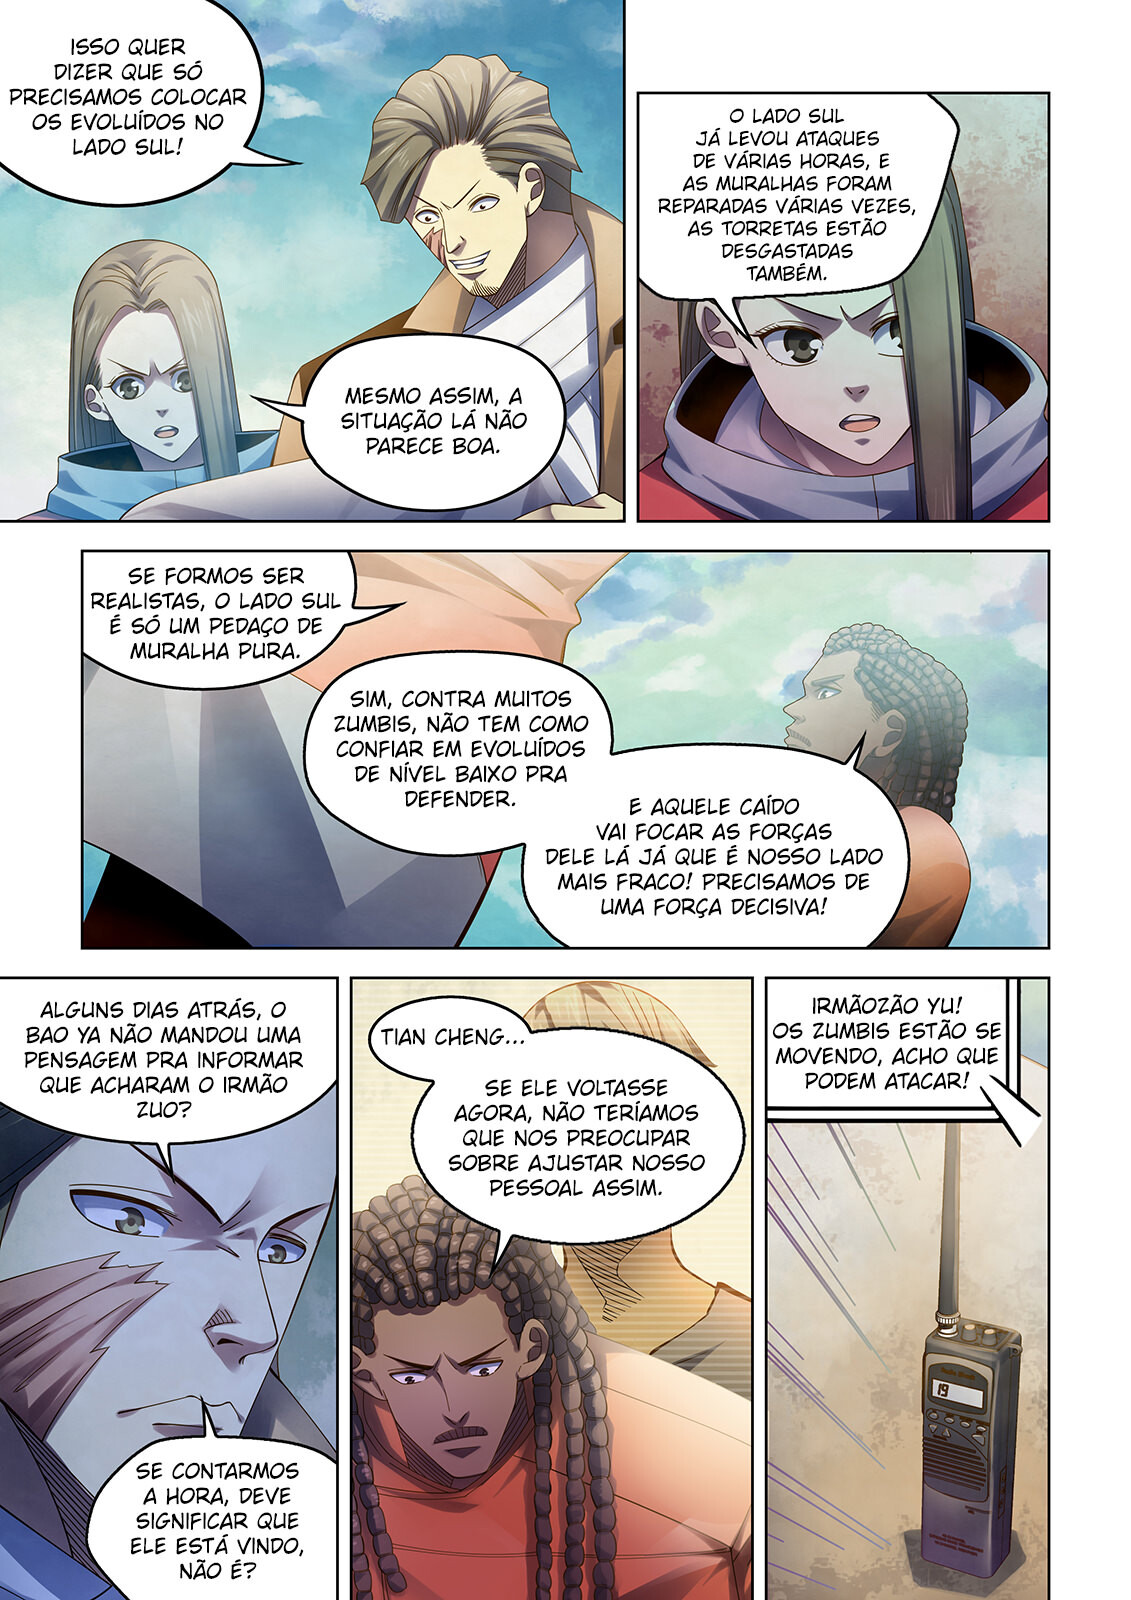 ISSO QUER
DIZER QUE SÓ
PRECISAMOS COLOCAR
OS EVOLUÍDOS NO
LADO SUL!
MESMO ASSIM, A
SITUAÇÃO LÁ NÃO
PARECE BOA.
O LADO SUL
JÁ LEVOU ATAQUES
DE VÁRIAS HORAS, E
AS MURALHAS FORAM
REPARADAS VÁRIAS VEZES,
AS TORRETAS ESTÃO
DESGASTADAS
TAMBÉM.
SE FORMOS SER
REALISTAS, O LADO SUL
É SÓ UM PEDAÇO DE
MURALHA PURA.
SIM, CONTRA MUITOS
ZUMBIS, NÃO TEM COMO
CONFIAR EM EVOLUÍDOS
DE NÍVEL BAIXO PRA
DEFENDER.
E AQUELE CAÍDO
VAI FOCAR AS FORÇAS
DELE LÁ JÁ QUE É NOSSO LADO
MAIS FRACO! PRECISAMOS DE
UMA FORÇA DECISIVA!
ALGUNS DIAS ATRÁS, O
BAO YA NÃO MANDOU UMA
PENSAGEM PRA INFORMAR
QUE ACHARAM O IRMÃO
ZUO?
SE CONTARMOS
A HORA, DEVE
SIGNIFICAR QUE
ELE ESTÁ VINDO,
NÃO É?
TIAN CHENG...
SE ELE VOLTASSE
AGORA, NÃO TERÍAMOS
QUE NOS PREOCUPAR
SOBRE AJUSTAR NOSSO
PESSOAL ASSIM.
IRMÃOZÃO YU!
OS ZUMBIS ESTÃO SE
MOVENDO, ACHO QUE
PODEM ATACAR!
19